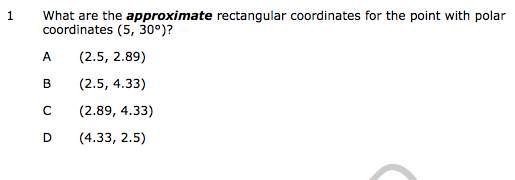 1 What are the approximate rectangular coordinates for the point with polar
coordinates (5, 30°)?
A (2.5, 2.89)
B (2.5, 4.33)
C (2.89, 4.33)
D (4.33, 2.5)